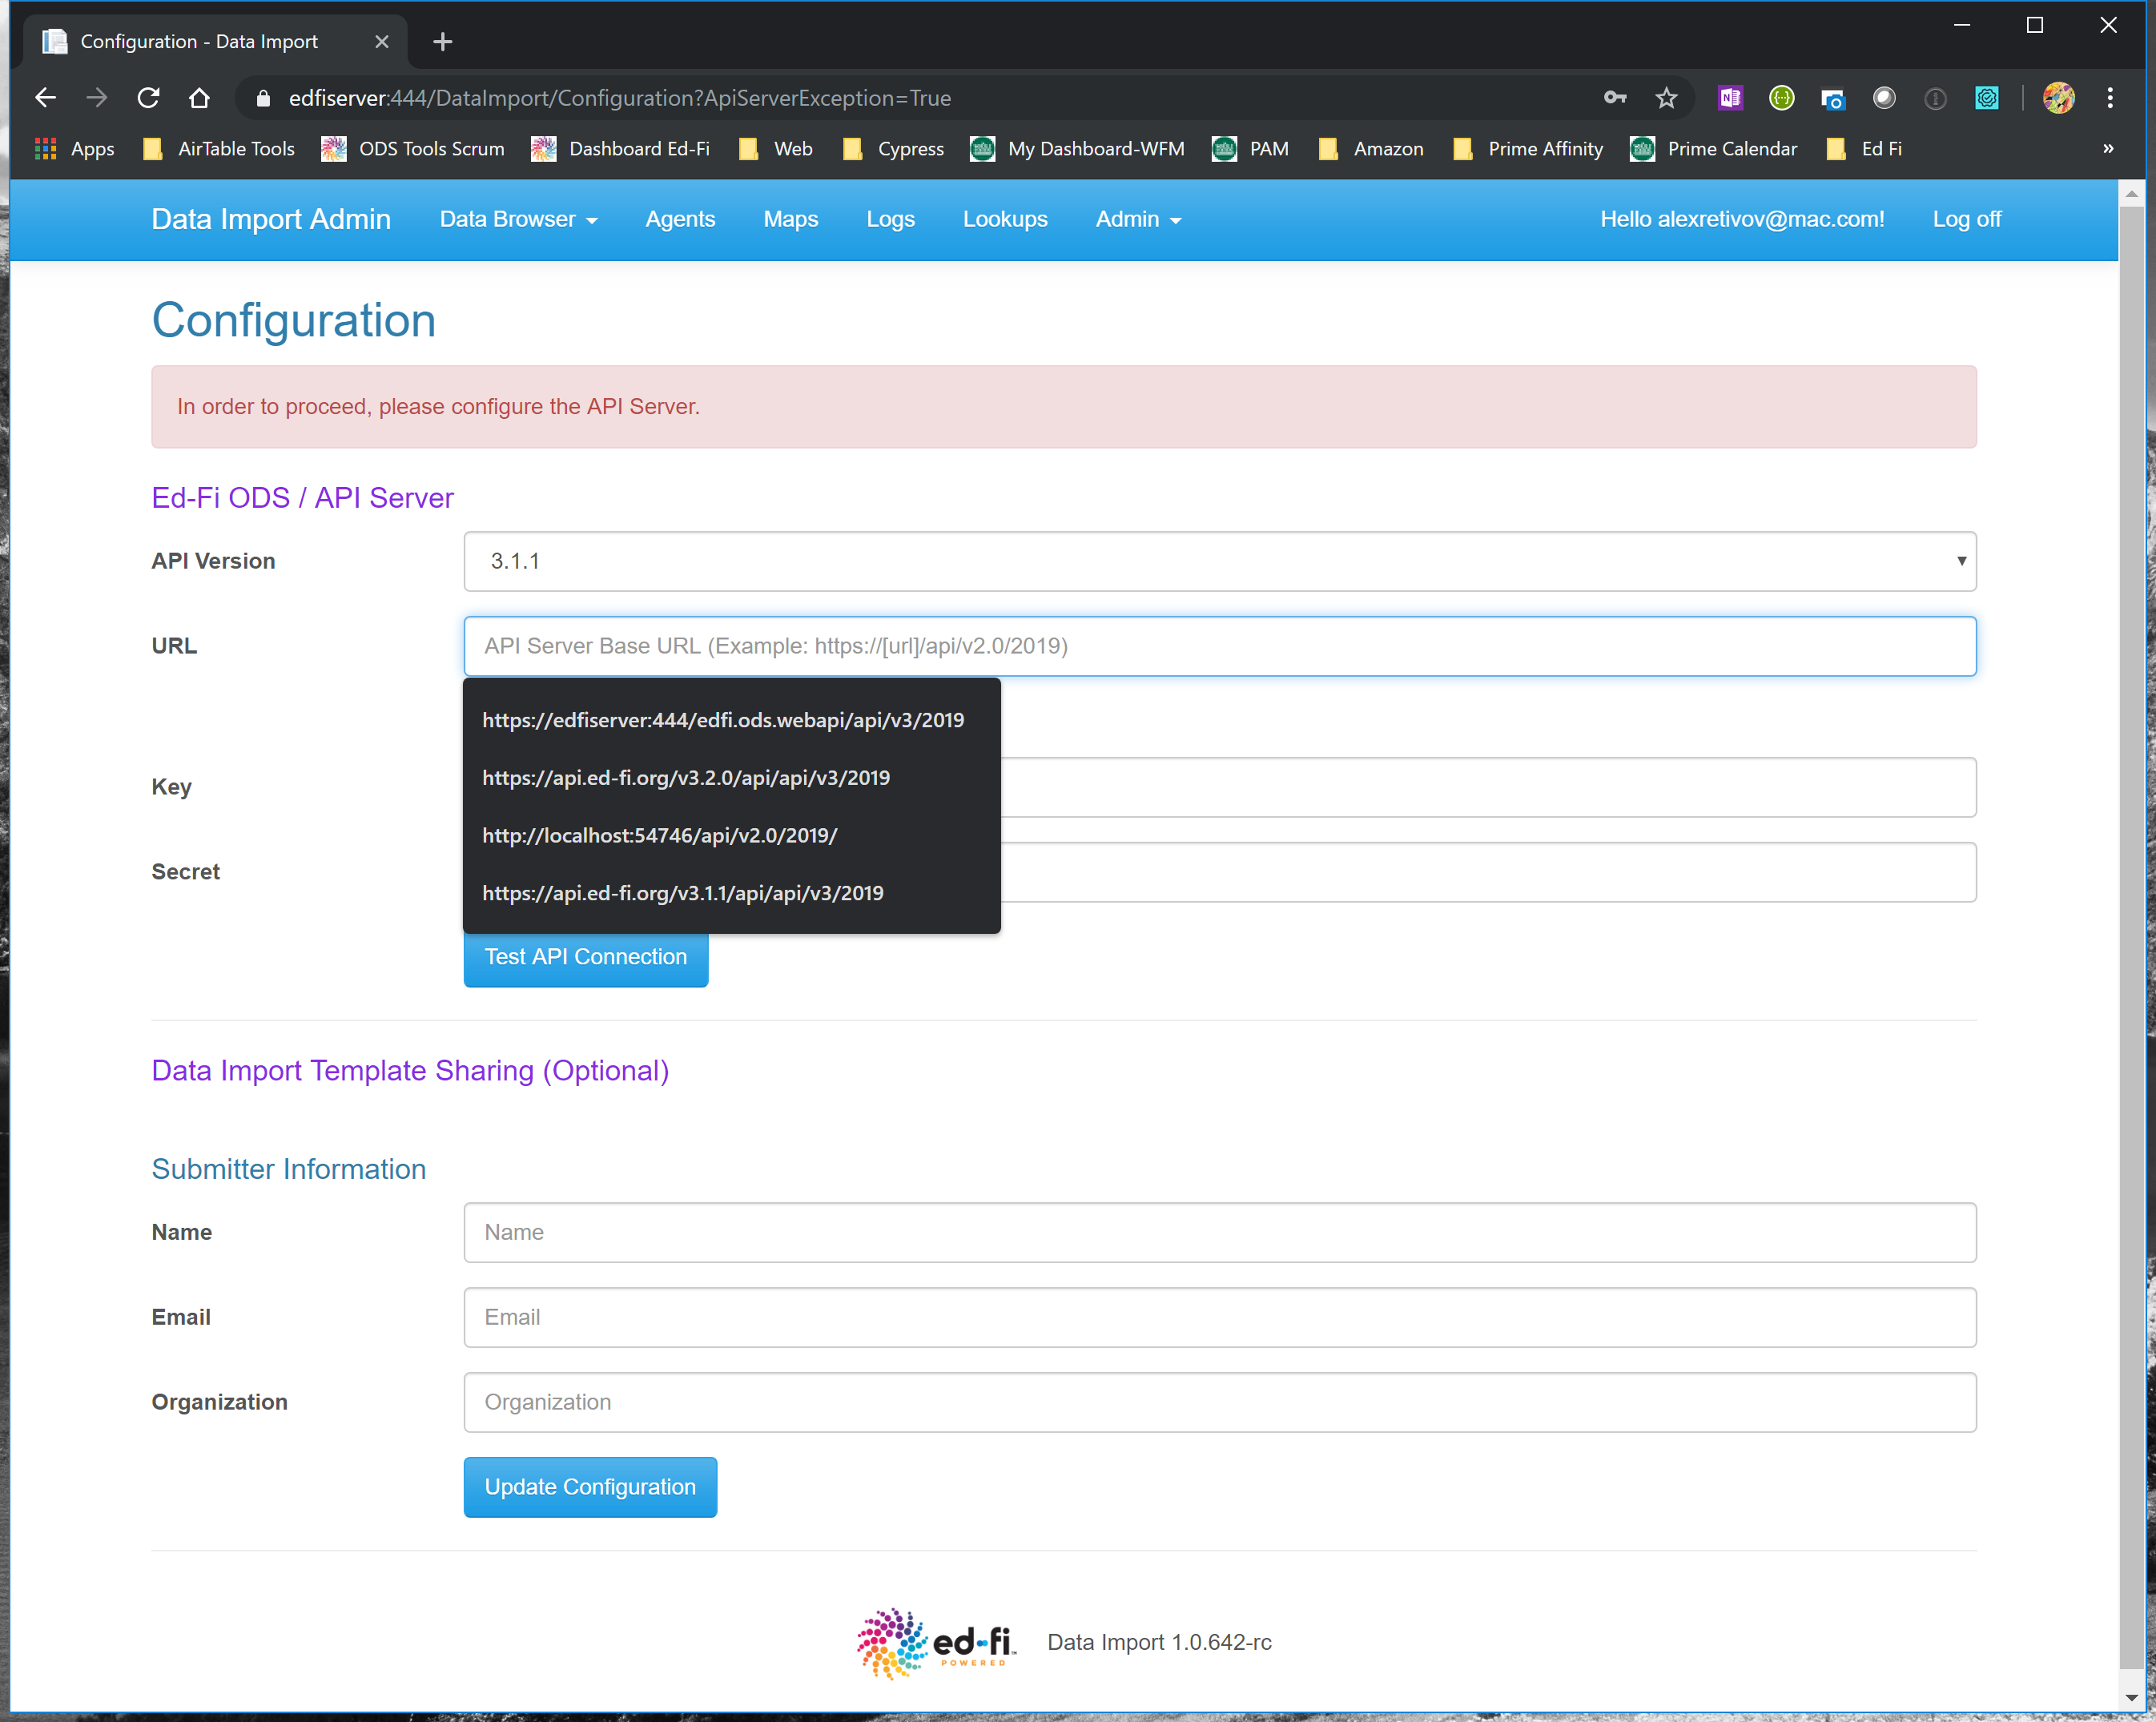 Configuration - Data Import
edfiserver:444/DataImport/Configuration?ApiServerException=True
Apps AirTable Tools ODS Tools Scrum Dashboard Ed-Fi Web Cypress My Dashboard-WFM PAM Amazon Prime Affinity Prime Calendar Ed Fi »
Data Import Admin Data Browser Agents Maps Logs Lookups Admin Hello alexretivov@mac.com! Log off
Configuration
In order to proceed, please configure the API Server.
Ed-Fi ODS / API Server
API Version 3.1.1
URL API Server Base URL (Example: https://[url]/api/v2.0/2019)
https://edfiserver:444/edfi.ods.webapi/api/v3/2019
https://api.ed-fi.org/v3.2.0/api/api/v3/2019
Key
http://localhost:54746/api/v2.0/2019/
Secret
https://api.ed-fi.org/v3.1.1/api/api/v3/2019
Test API Connection
Data Import Template Sharing (Optional)
Submitter Information
Name Name
Email Email
Organization Organization
Update Configuration
ed-fi™ Data Import 1.0.642-rc
POWERED